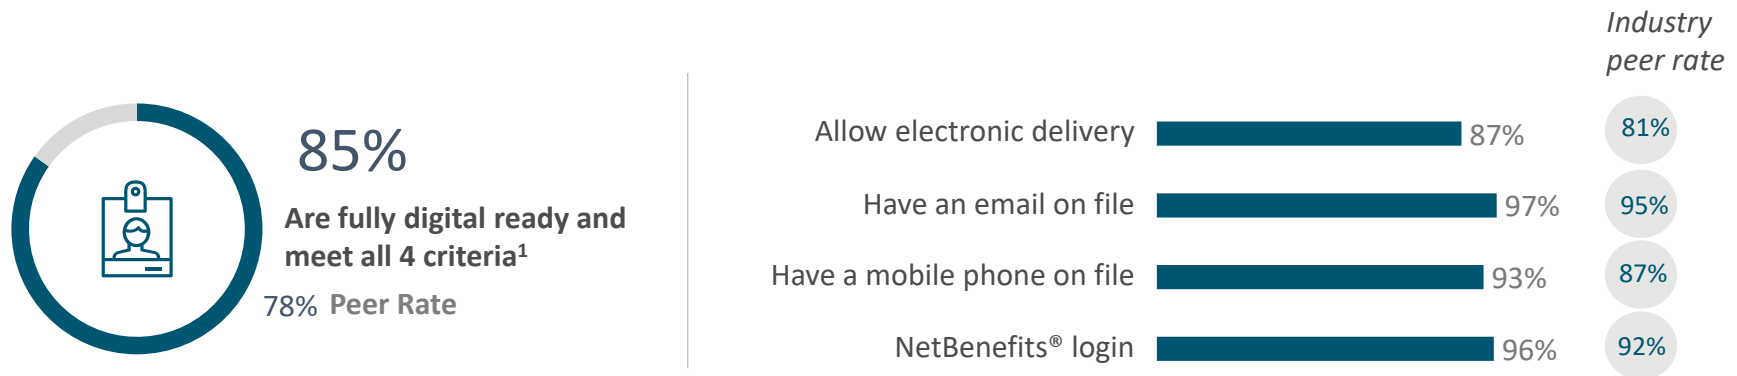 85%
Are fully digital ready and
meet all 4 criteria¹
78% Peer Rate
Industry
peer rate
Allow electronic delivery 87% 81%
Have an email on file 97% 95%
Have a mobile phone on file 93% 87%
NetBenefits® login 96% 92%